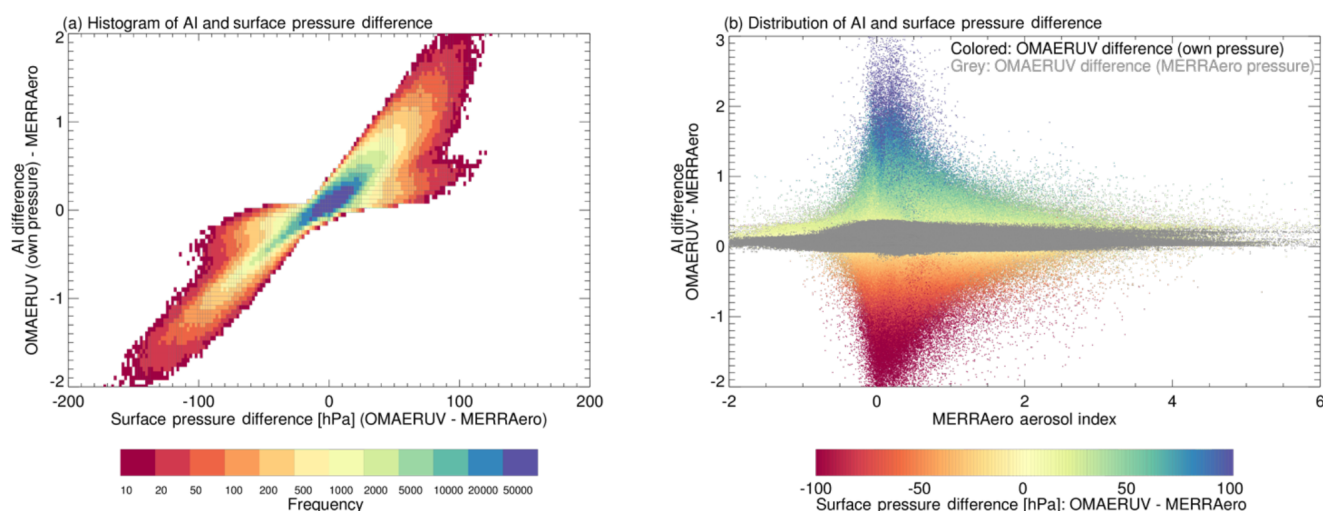 (a) Histogram of AI and surface pressure difference
2
1
0
-1
-2
AI difference
OMAERUV (own pressure) - MERRAero
-200 -100 0 100 200
Surface pressure difference [hPa] (OMAERUV - MERRAero)
10 20 50 100 200 500 1000 2000 5000 10000 20000 50000
Frequency
(b) Distribution of AI and surface pressure difference
Colored: OMAERUV difference (own pressure)
Grey: OMAERUV difference (MERRAero pressure)
3
2
1
0
-1
-2
AI difference
OMAERUV - MERRAero
-2 0 2 4 6
MERRAero aerosol index
-100 -50 0 50 100
Surface pressure difference [hPa]: OMAERUV - MERRAero